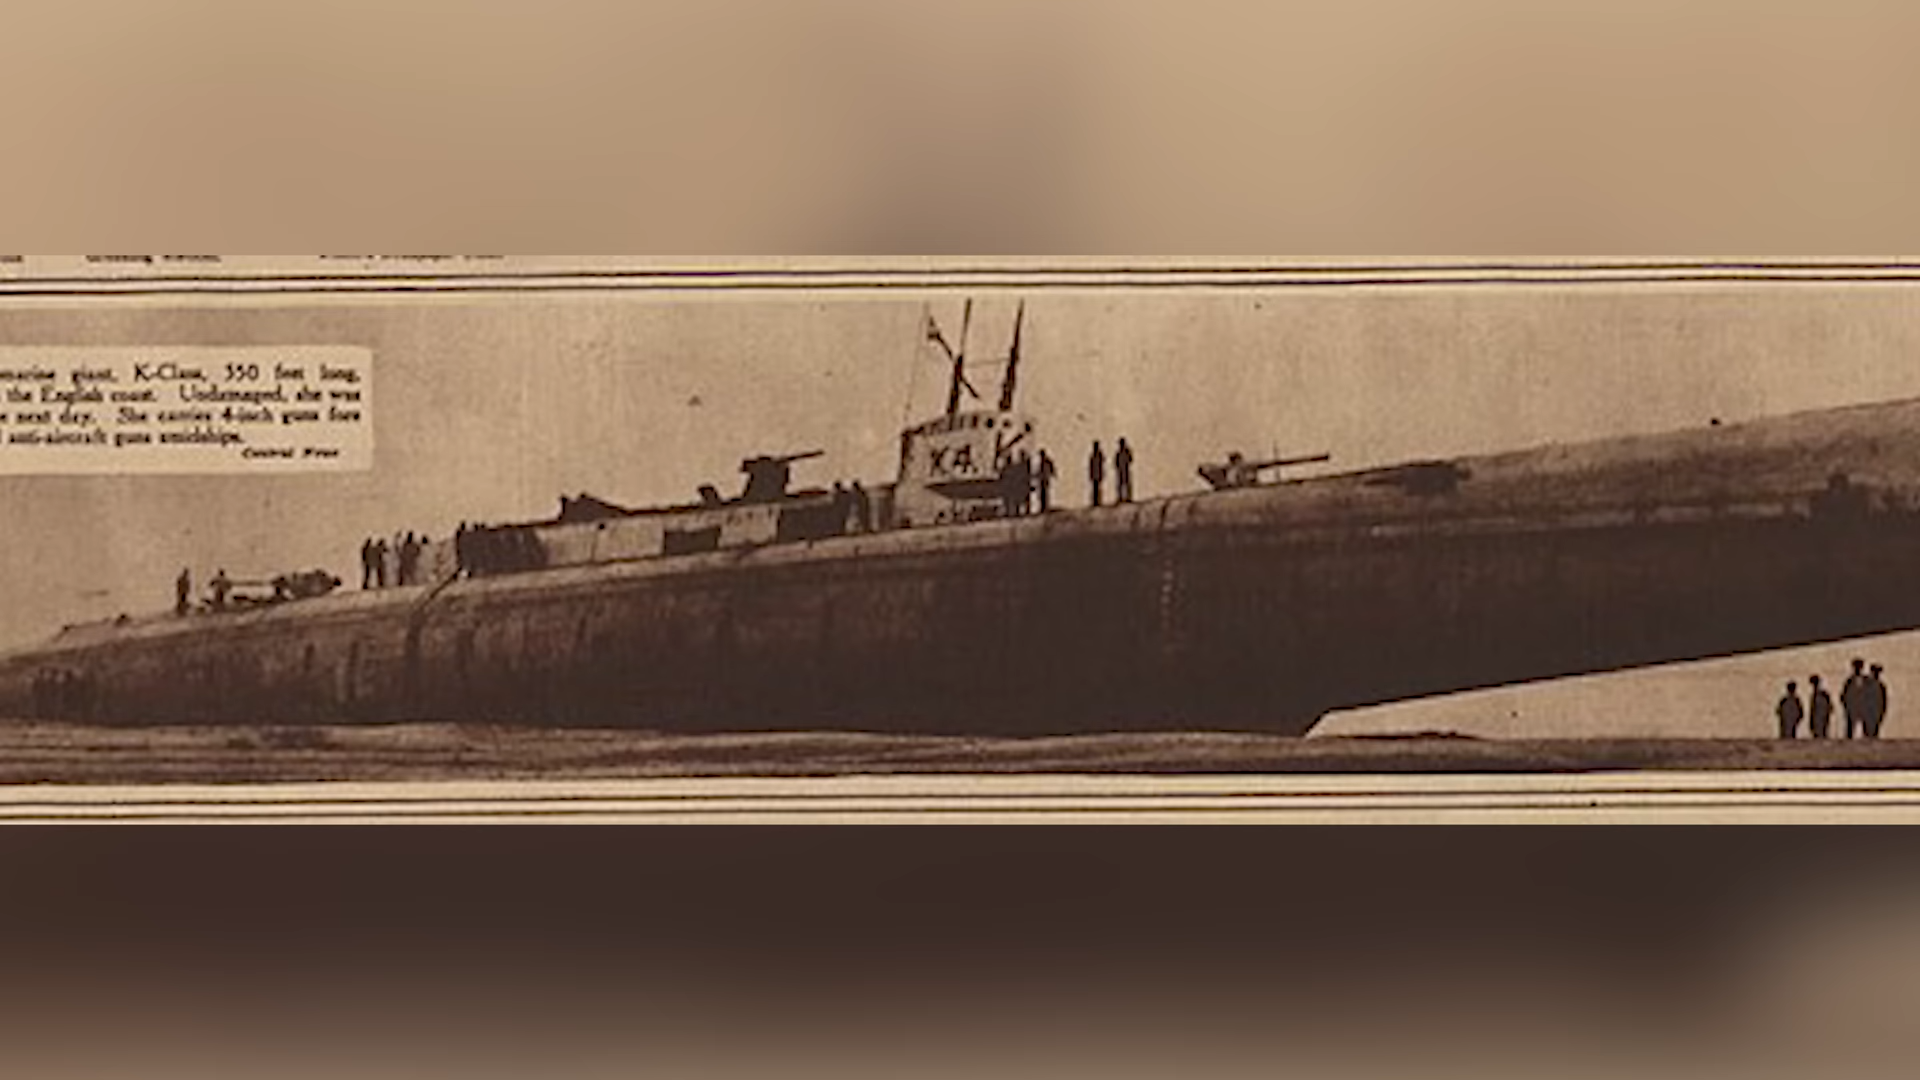 marine giant, K-Class, 350 feet long,
the English coast. Undamaged, she was
next day. She carries 4-inch guns fore
anti-aircraft guns amidships.
Central News
K4.